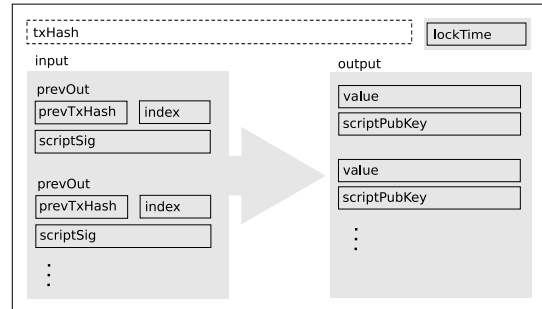 txHash
lockTime
input
prevOut
prevTxHash index
scriptSig
prevOut
prevTxHash index
scriptSig
output
value
scriptPubKey
value
scriptPubKey